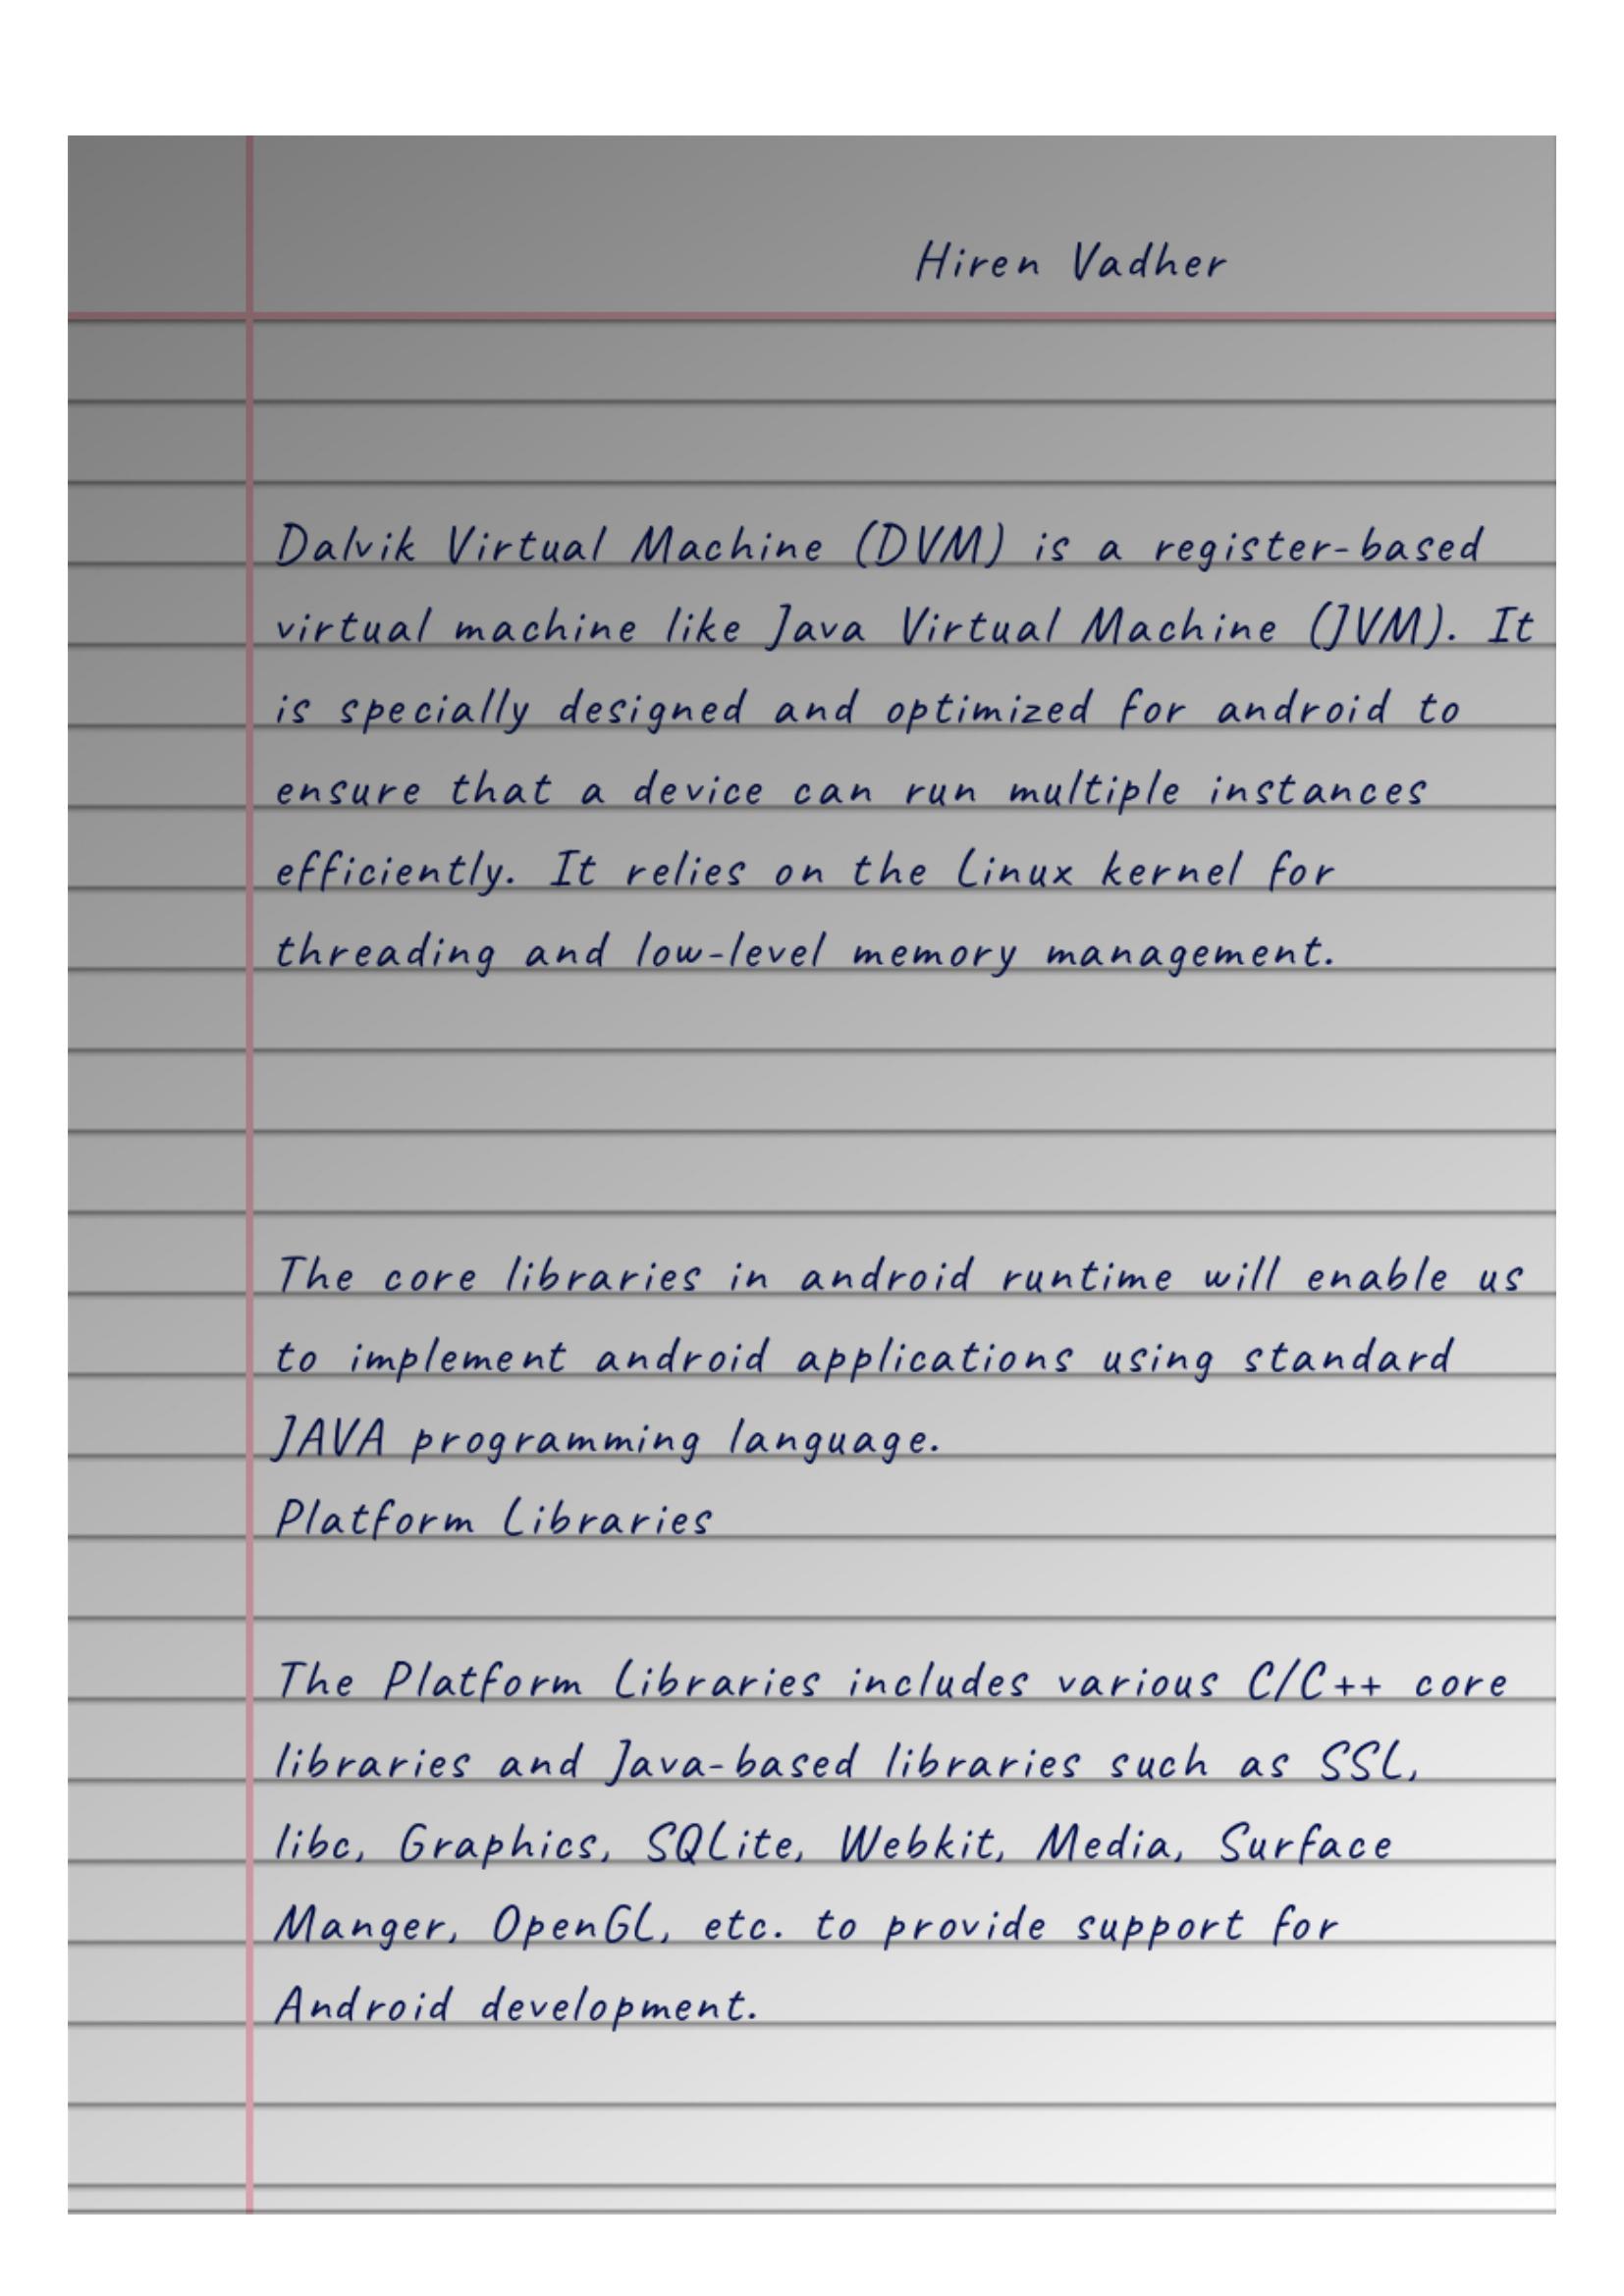 Hiren Vadher
Dalvik Virtual Machine (DVM) is a register-based
virtual machine like Java Virtual Machine (JVM). It
is specially designed and optimized for android to
ensure that a device can run multiple instances
efficiently. It relies on the Linux kernel for
threading and low-level memory management.
The core libraries in android runtime will enable us
to implement android applications using standard
JAVA programming language.
Platform Libraries
The Platform Libraries includes various C/C++ core
libraries and Java-based libraries such as SSL,
libc, Graphics, SQLite, Webkit, Media, Surface
Manger, OpenGL, etc. to provide support for
Android development.